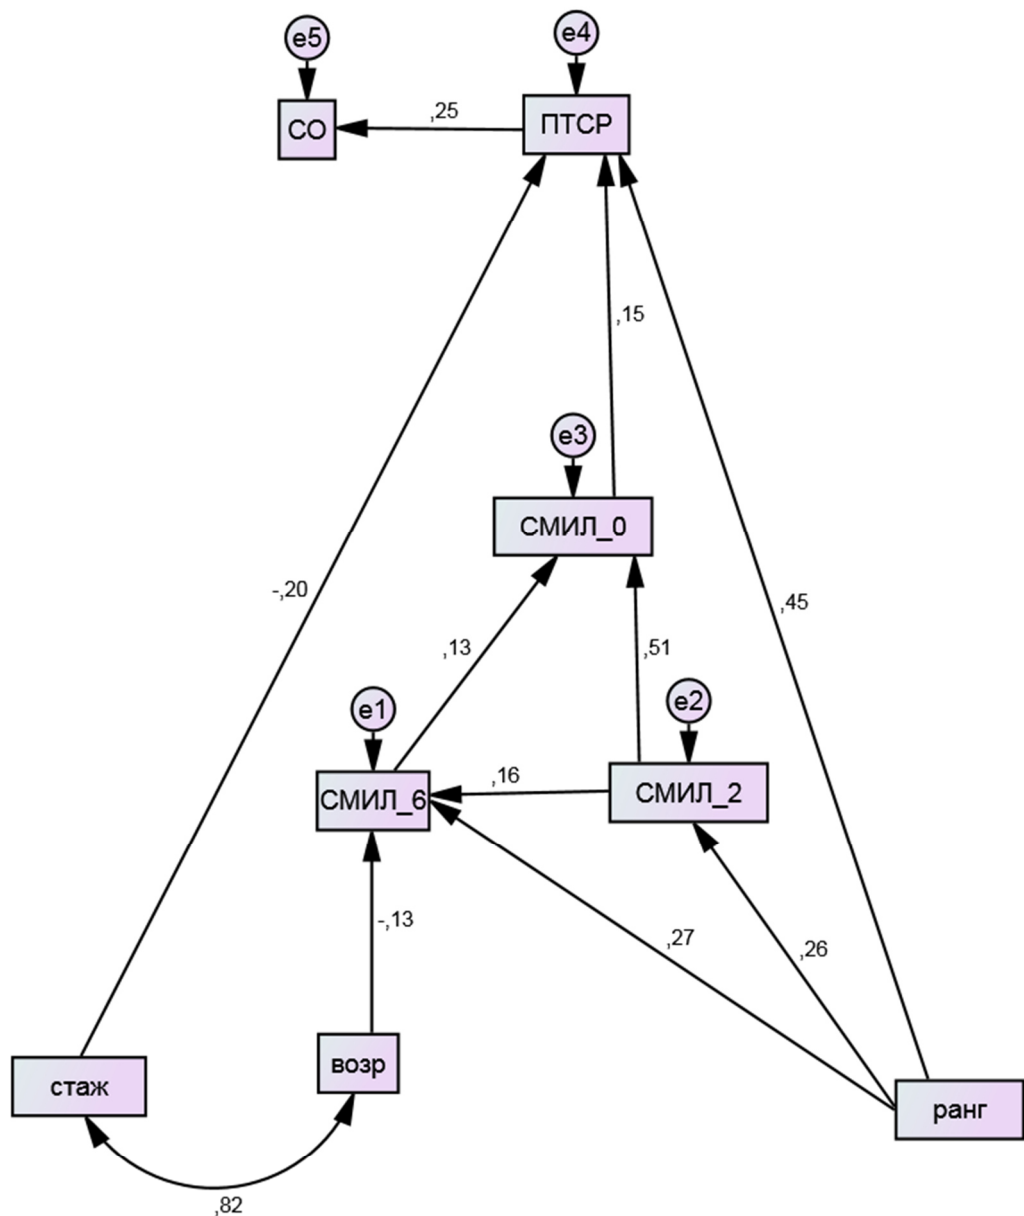 e5
e4
СО
,25
ПТСР
,15
e3
СМИЛ_0
-,20
,45
,13
,51
e1
e2
СМИЛ_6
,16
СМИЛ_2
-,13
,27
,26
стаж
возр
ранг
,82